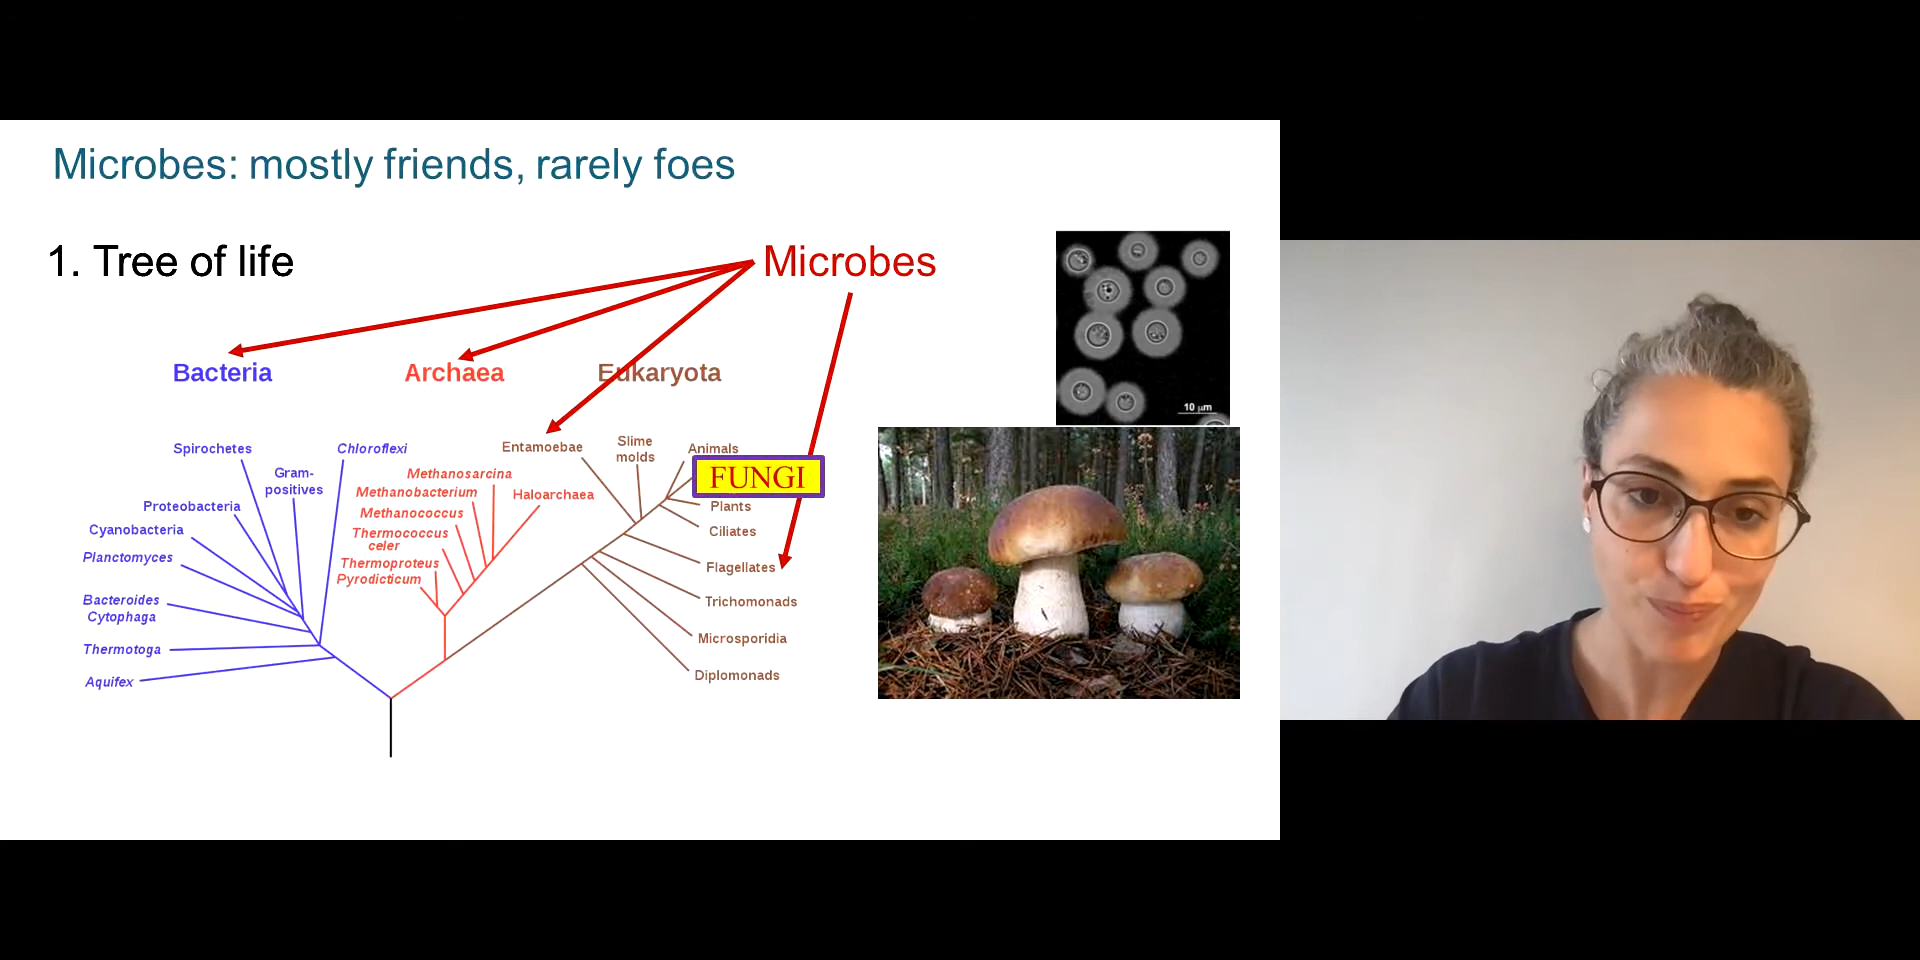 Microbes: mostly friends, rarely foes
1. Tree of life
Microbes
Bacteria
Archaea
Eukaryota
Spirochetes
Chloroflexi
Gram-
positives
Proteobacteria
Cyanobacteria
Planctomyces
Bacteroides
Cytophaga
Thermotoga
Aquifex
Methanosarcina
Methanobacterium
Haloarchaea
Methanococcus
Thermococcus
celer
Thermoproteus
Pyrodicticum
Entamoebae
Slime
molds
Animals
FUNGI
Plants
Ciliates
Flagellates
Trichomonads
Microsporidia
Diplomonads
10 µm